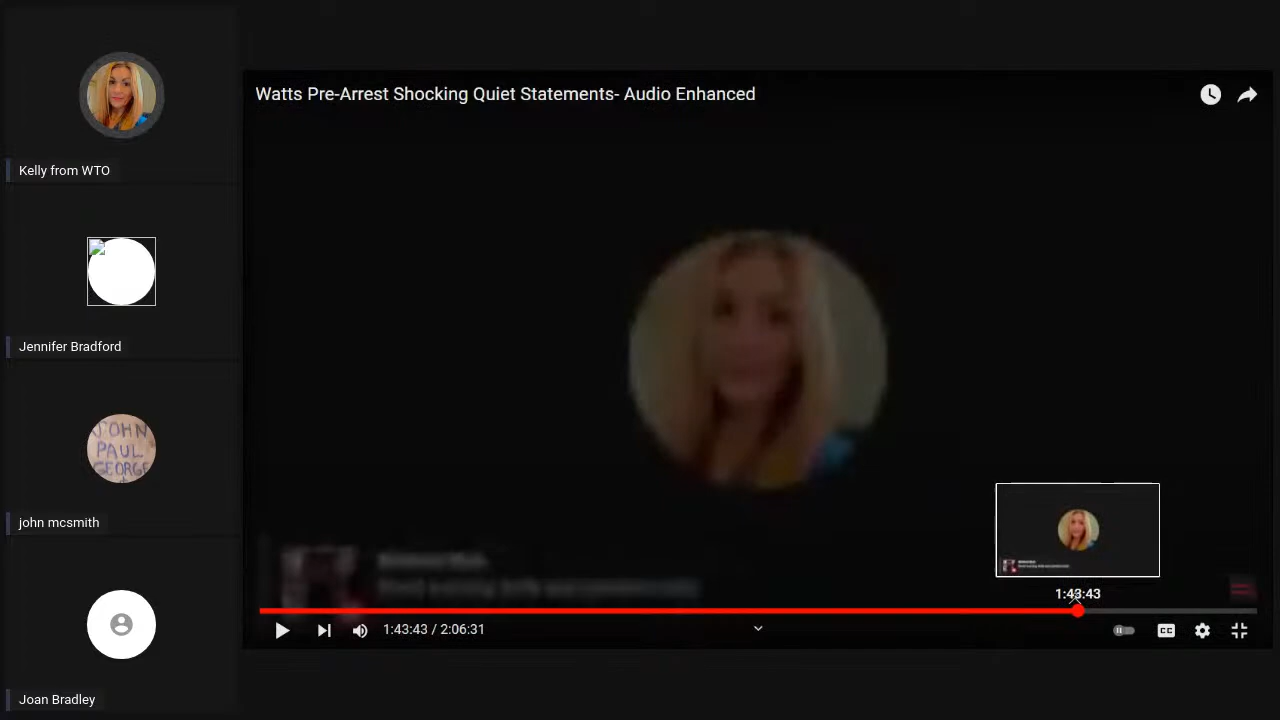 Watts Pre-Arrest Shocking Quiet Statements- Audio Enhanced
Kelly from WTO
Jennifer Bradford
JOHN
PAUL
GEORGE
john mcsmith
Joan Bradley
1:43:43
1:43:43 / 2:06:31
CC